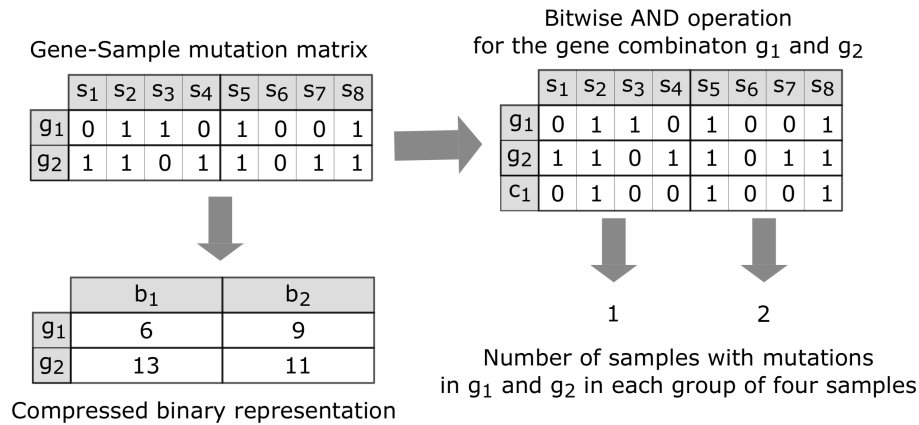 Gene-Sample mutation matrix
s1 s2 s3 s4 s5 s6 s7 s8
g1 0 1 1 0 1 0 0 1
g2 1 1 0 1 1 0 1 1
Bitwise AND operation
for the gene combinaton g1 and g2
s1 s2 s3 s4 s5 s6 s7 s8
g1 0 1 1 0 1 0 0 1
g2 1 1 0 1 1 0 1 1
c1 0 1 0 0 1 0 0 1
1 2
Number of samples with mutations
in g1 and g2 in each group of four samples
b1 b2
g1 6 9
g2 13 11
Compressed binary representation